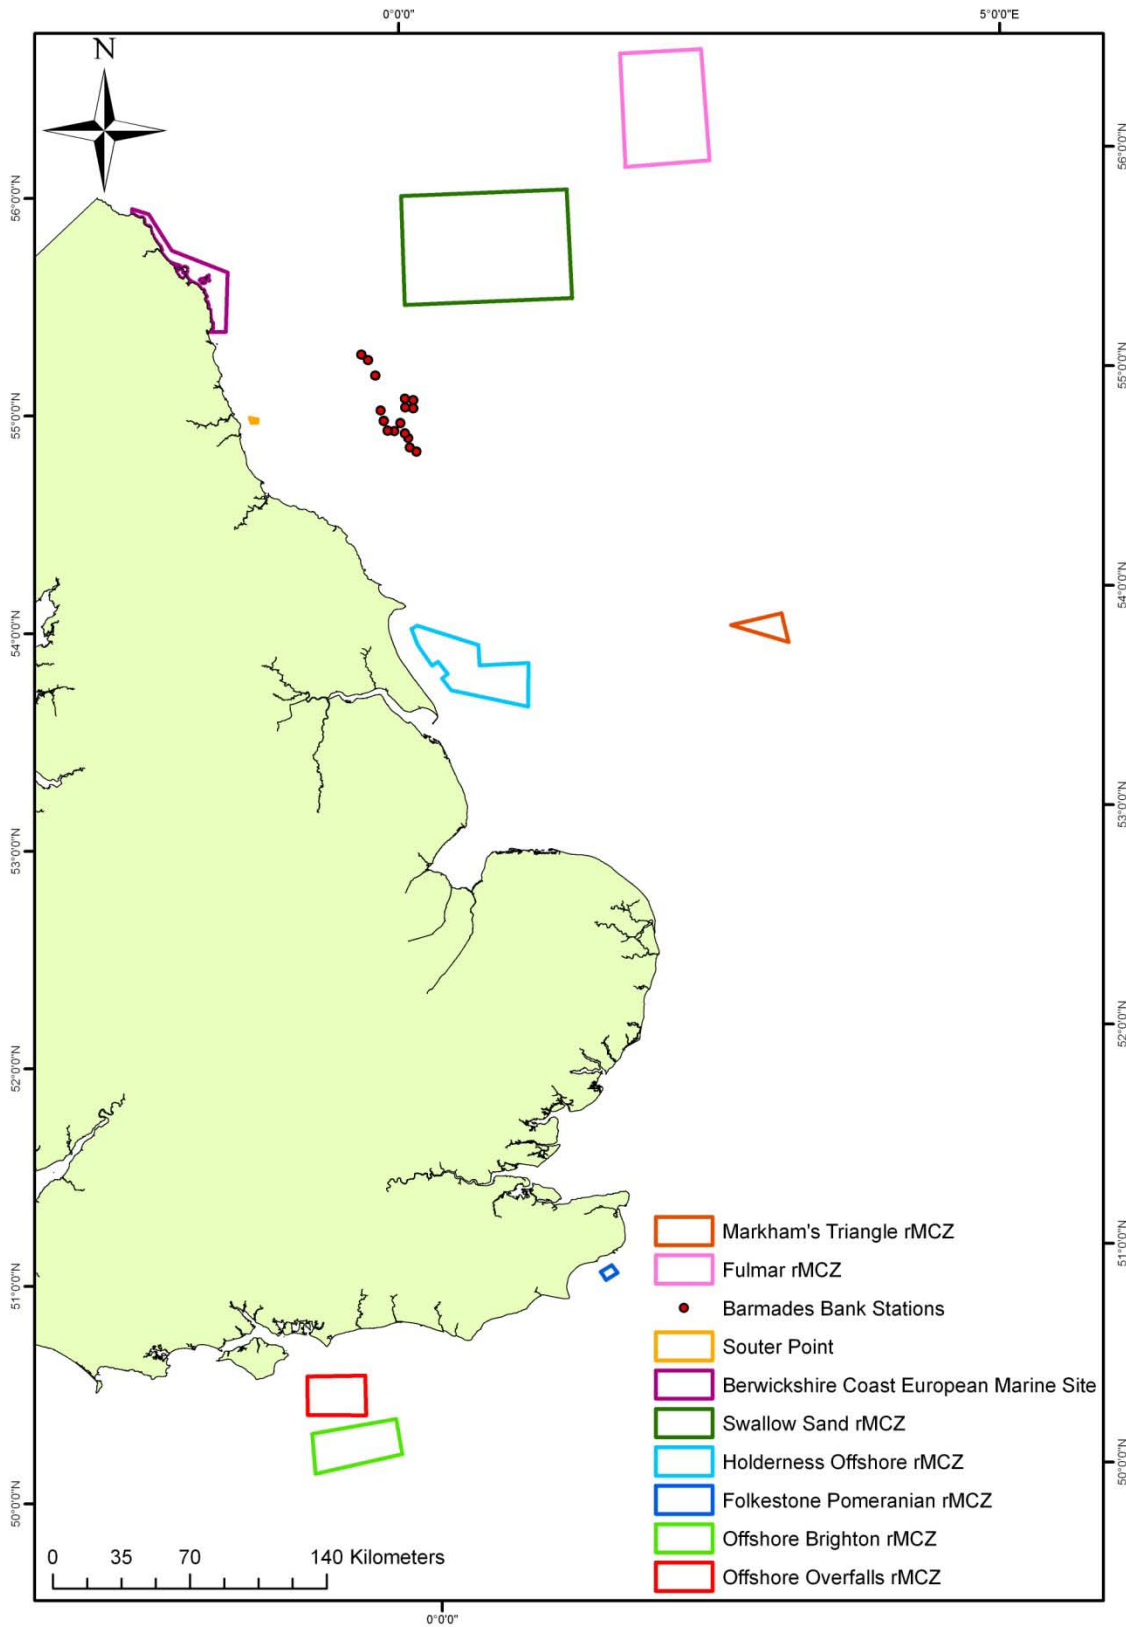 0°0'0"
5°0'0"E
N
56°0'0"N
56°0'0"N
55°0'0"N
55°0'0"N
54°0'0"N
54°0'0"N
53°0'0"N
53°0'0"N
52°0'0"N
52°0'0"N
51°0'0"N
51°0'0"N
50°0'0"N
50°0'0"N
Markham's Triangle rMCZ
Fulmar rMCZ
Barmades Bank Stations
Souter Point
Berwickshire Coast European Marine Site
Swallow Sand rMCZ
Holderness Offshore rMCZ
Folkestone Pomeranian rMCZ
Offshore Brighton rMCZ
Offshore Overfalls rMCZ
0 35 70 140 Kilometers
0°0'0"